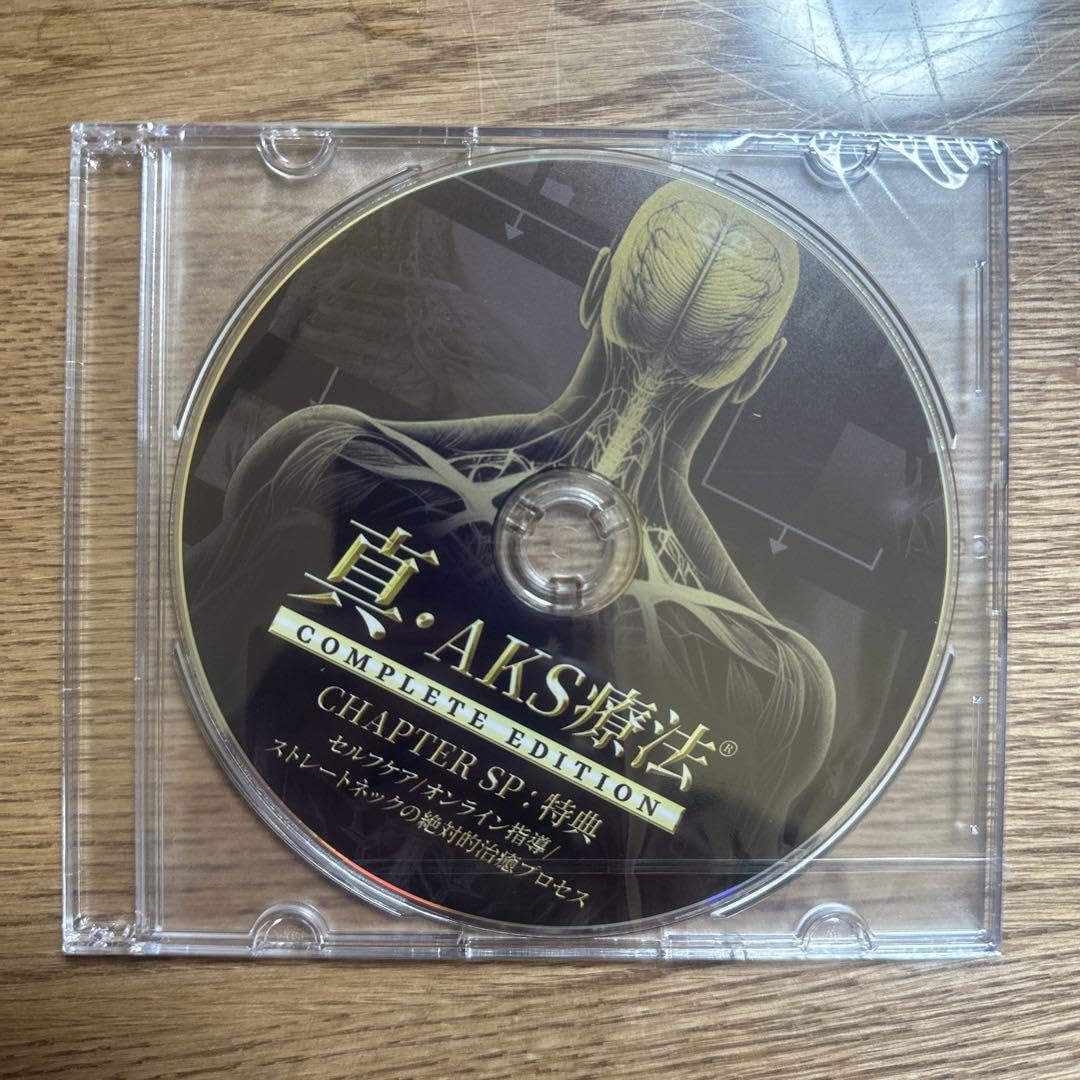 真・AKS療法®
COMPLETE EDITION
CHAPTER SP：特典
セルフケア/オンライン指導/
ストレートネックの絶対的治癒プロセス